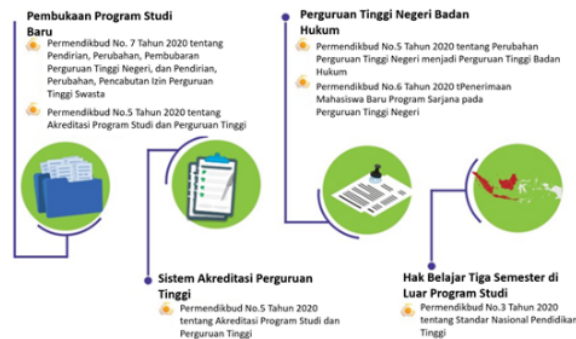 Pembukaan Program Studi
Baru
Permendikbud No. 7 Tahun 2020 tentang
Pendirian, Perubahan, Pembubaran
Perguruan Tinggi Negeri, dan Pendirian,
Perubahan, Pencabutan Izin Perguruan
Tinggi Swasta
Permendikbud No.5 Tahun 2020 tentang
Akreditasi Program Studi dan Perguruan Tinggi
Perguruan Tinggi Negeri Badan
Hukum
Permendikbud No.5 Tahun 2020 tentang Perubahan
Perguruan Tinggi Negeri menjadi Perguruan Tinggi Badan
Hukum
Permendikbud No.6 Tahun 2020 tPenerimaan
Mahasiswa Baru Program Sarjana pada
Perguruan Tinggi Negeri
Sistem Akreditasi Perguruan
Tinggi
Permendikbud No.5 Tahun 2020
tentang Akreditasi Program Studi dan
Perguruan Tinggi
Hak Belajar Tiga Semester di
Luar Program Studi
Permendikbud No.3 Tahun 2020
tentang Standar Nasional Pendidikan
Tinggi